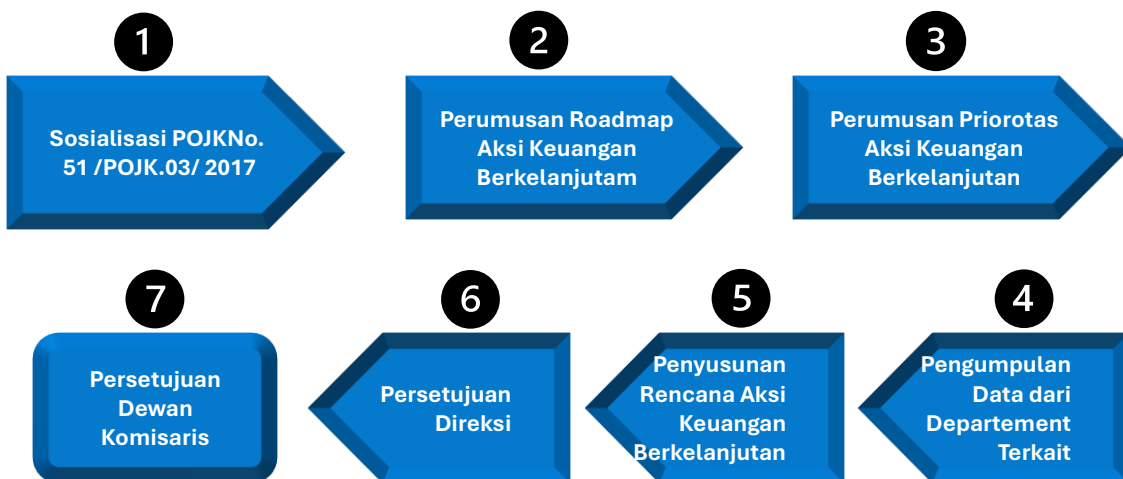 1
Sosialisasi POJKNo.
51 /POJK.03/ 2017
2
Perumusan Roadmap
Aksi Keuangan
Berkelanjutam
3
Perumusan Priorotas
Aksi Keuangan
Berkelanjutan
4
Pengumpulan
Data dari
Departement
Terkait
5
Penyusunan
Rencana Aksi
Keuangan
Berkelanjutan
6
Persetujuan
Direksi
7
Persetujuan
Dewan
Komisaris